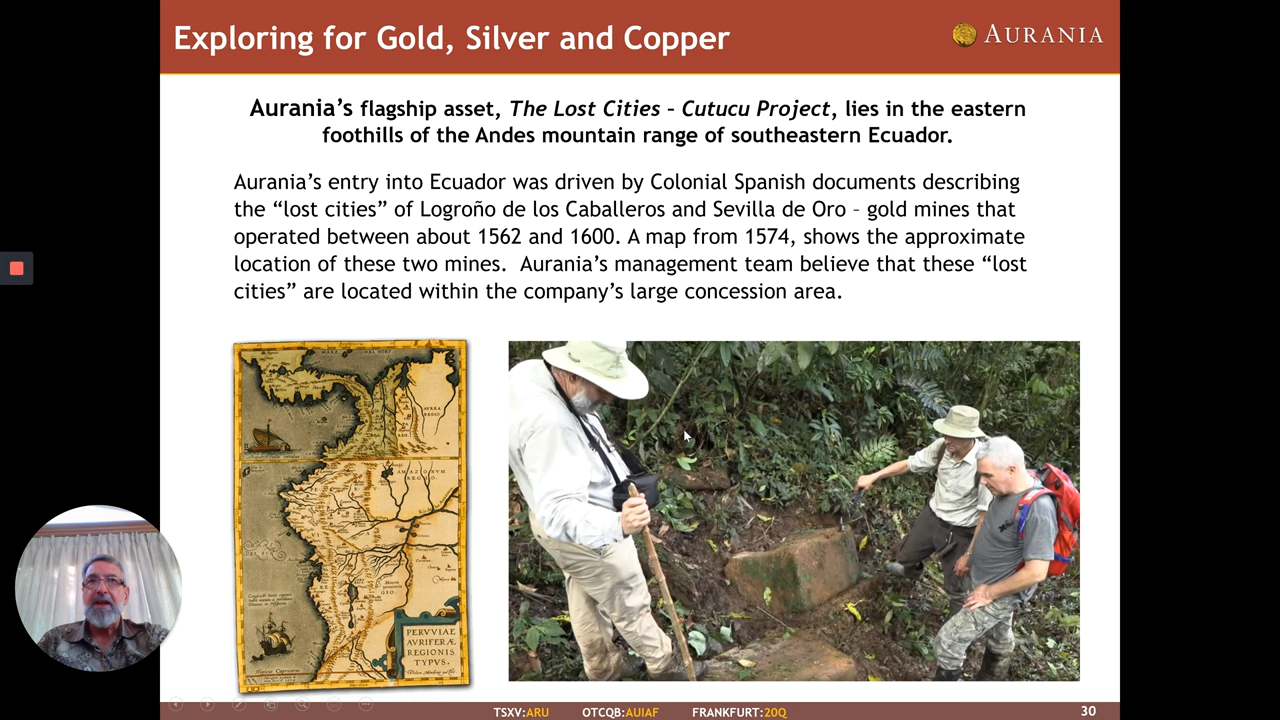 Exploring for Gold, Silver and Copper
AURANIA
Aurania's flagship asset, The Lost Cities – Cutucu Project, lies in the eastern
foothills of the Andes mountain range of southeastern Ecuador.
Aurania's entry into Ecuador was driven by Colonial Spanish documents describing
the “lost cities” of Logroño de los Caballeros and Sevilla de Oro – gold mines that
operated between about 1562 and 1600. A map from 1574, shows the approximate
location of these two mines. Aurania's management team believe that these “lost
cities” are located within the company's large concession area.
PERVVIAE
AVRIFERÆ
REGIONIS
TYPVS.
TSXV:ARU OTCQB:AUIAF FRANKFURT:20Q
30